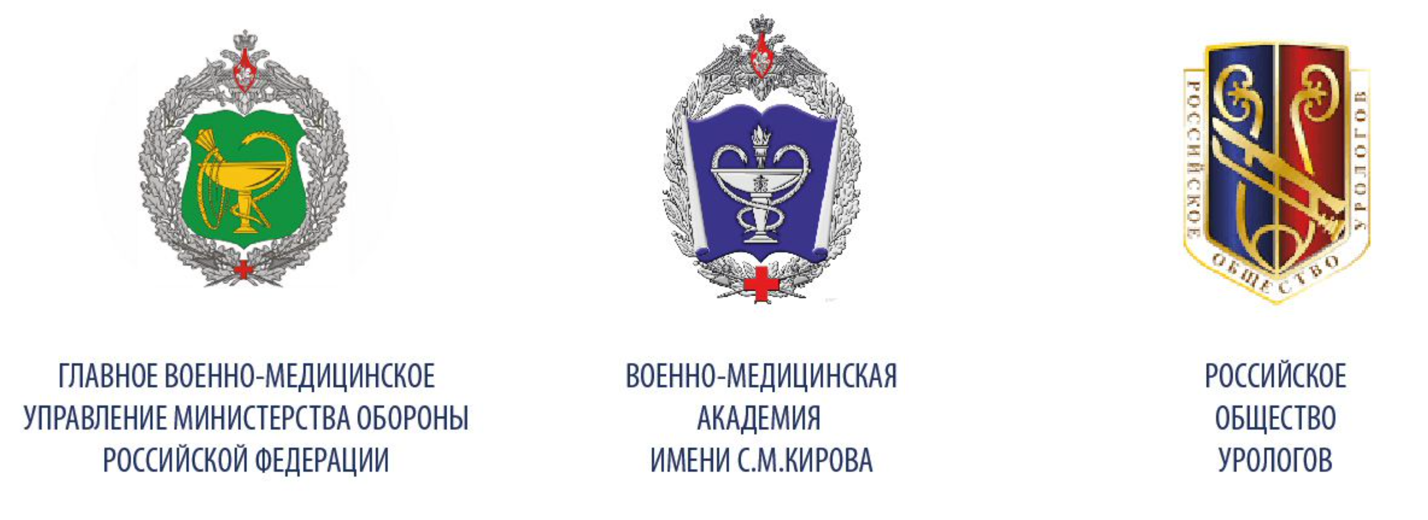 ГЛАВНОЕ ВОЕННО-МЕДИЦИНСКОЕ
УПРАВЛЕНИЕ МИНИСТЕРСТВА ОБОРОНЫ
РОССИЙСКОЙ ФЕДЕРАЦИИ
ВОЕННО-МЕДИЦИНСКАЯ
АКАДЕМИЯ
ИМЕНИ С.М.КИРОВА
РОССИЙСКОЕ
ОБЩЕСТВО
УРОЛОГОВ
РОССИЙСКОЕ
ОБЩЕСТВО
УРОЛОГОВ